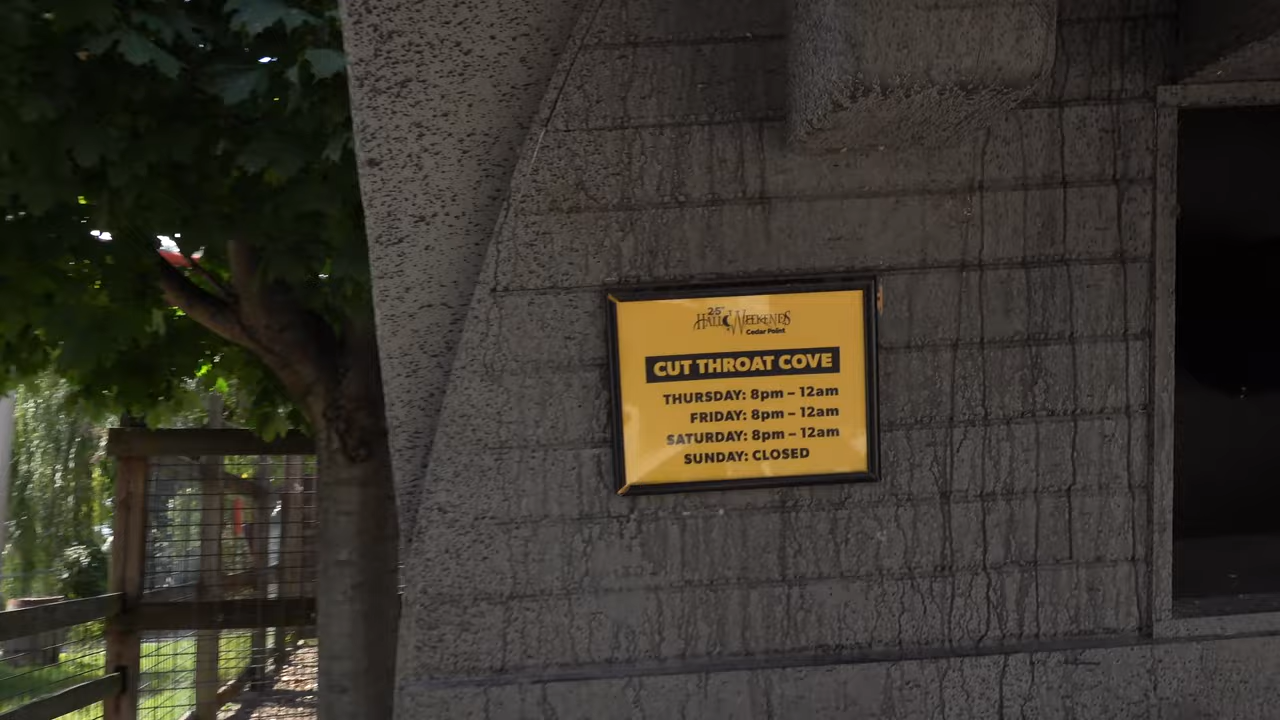 25th
HALLOWEEKENDS
Cedar Point
CUT THROAT COVE
THURSDAY: 8pm – 12am
FRIDAY: 8pm – 12am
SATURDAY: 8pm – 12am
SUNDAY: CLOSED